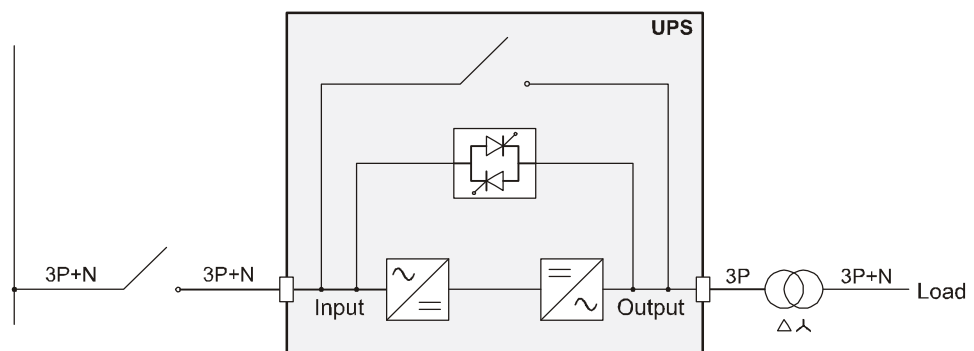 UPS
3P+N
3P+N
Input
Output
3P
3P+N
Load